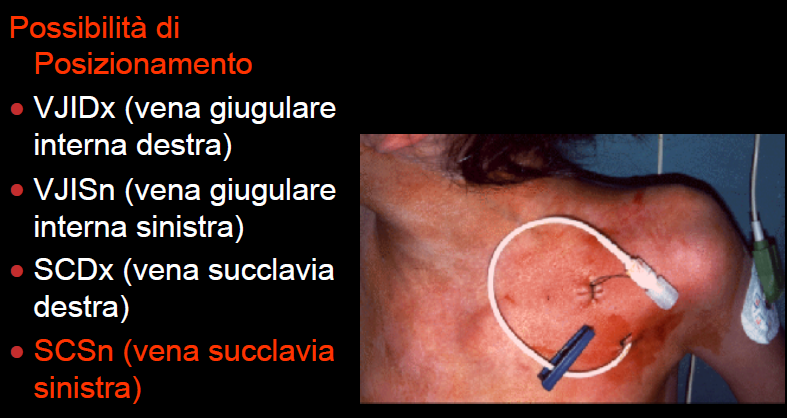 Possibilità di
Posizionamento
● VJIDx (vena giugulare
interna destra)
● VJISn (vena giugulare
interna sinistra)
● SCDx (vena succlavia
destra)
● SCSn (vena succlavia
sinistra)